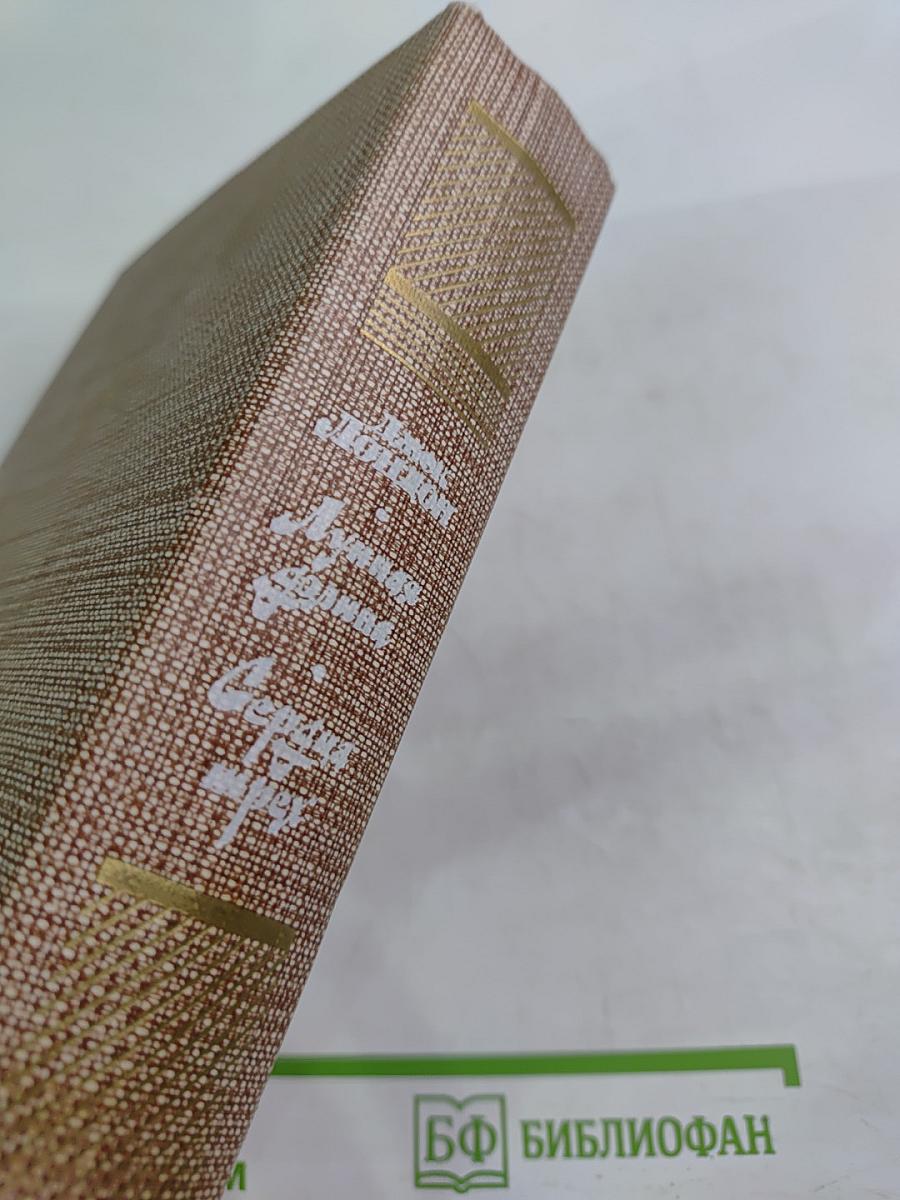 Джек
ЛОНДОН
Лунная
долина
Сердца
трех
БФ БИБЛИОФАН
И